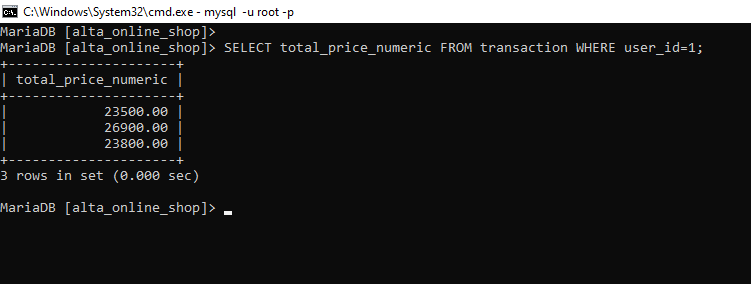 C:\Windows\System32\cmd.exe - mysql  -u root -p
MariaDB [alta_online_shop]>
MariaDB [alta_online_shop]> SELECT total_price_numeric FROM transaction WHERE user_id=1;
+---------------------+
| total_price_numeric |
+---------------------+
|            23500.00 |
|            26900.00 |
|            23800.00 |
+---------------------+
3 rows in set (0.000 sec)
MariaDB [alta_online_shop]>